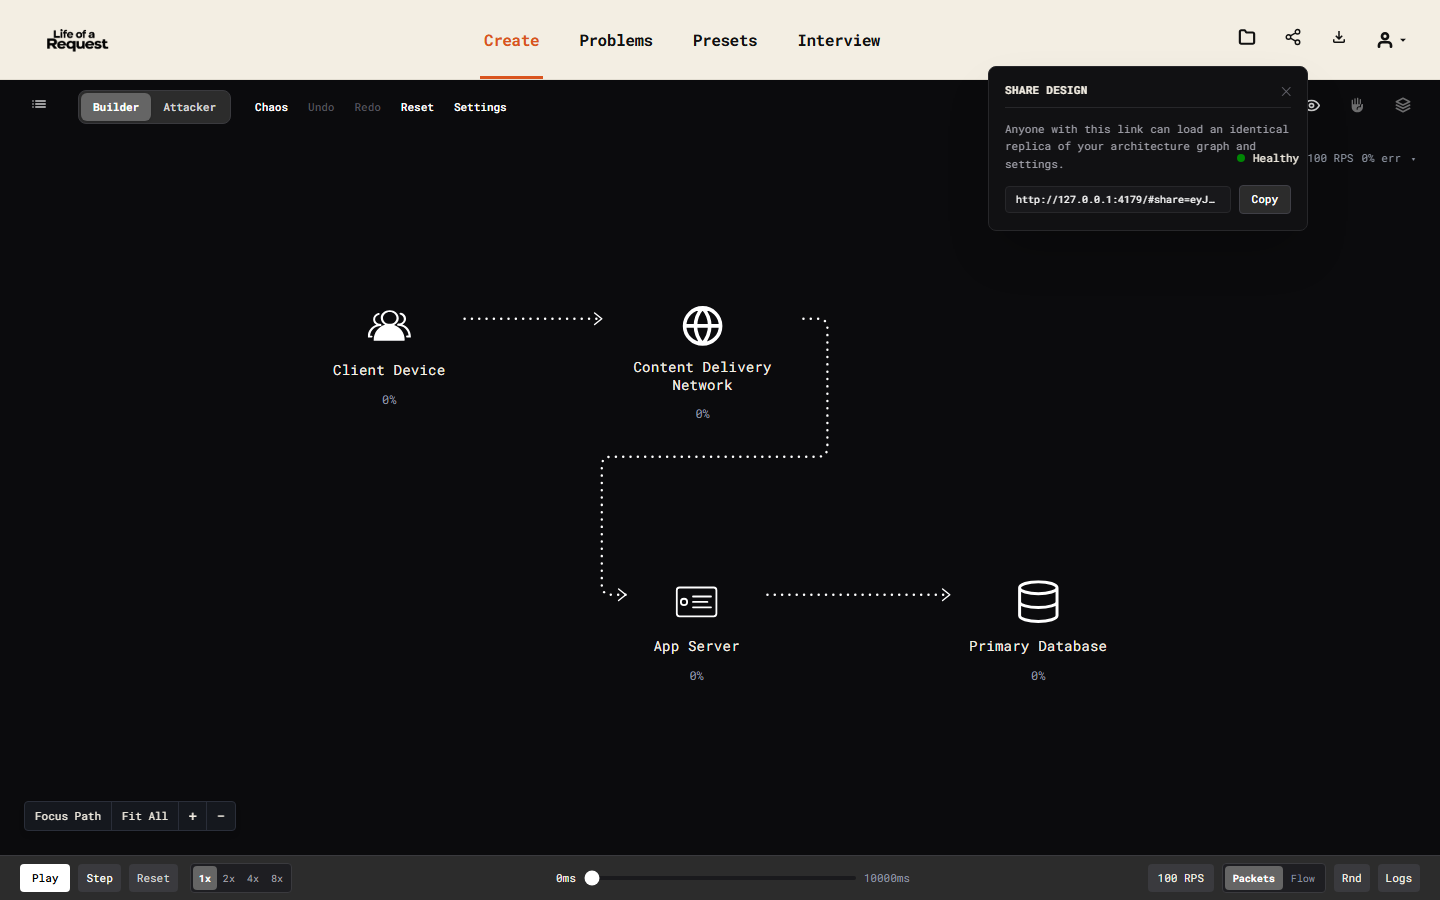 Life of a
Request
Create
Problems
Presets
Interview
Builder
Attacker
Chaos
Undo
Redo
Reset
Settings
SHARE DESIGN
Anyone with this link can load an identical
replica of your architecture graph and
settings.
Healthy
100 RPS 0% err
http://127.0.0.1:4179/#share=eyJ…
Copy
Client Device
0%
Content Delivery
Network
0%
App Server
0%
Primary Database
0%
Focus Path
Fit All
+
−
Play
Step
Reset
1x
2x
4x
8x
0ms
10000ms
100 RPS
Packets
Flow
Rnd
Logs